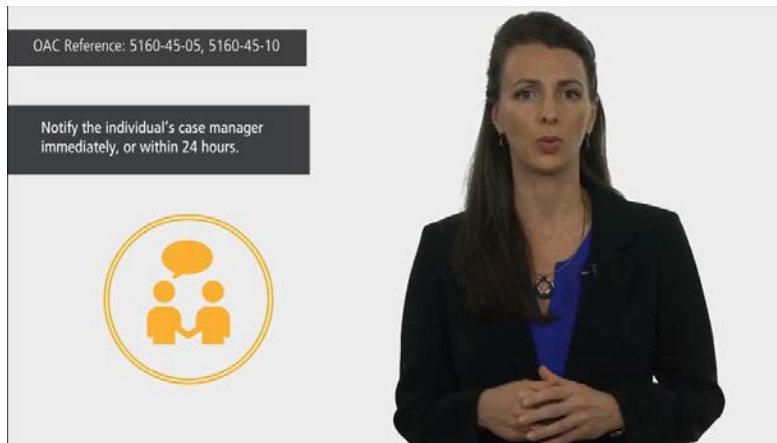 OAC Reference: 5160-45-05, 5160-45-10
Notify the individual's case manager
immediately, or within 24 hours.